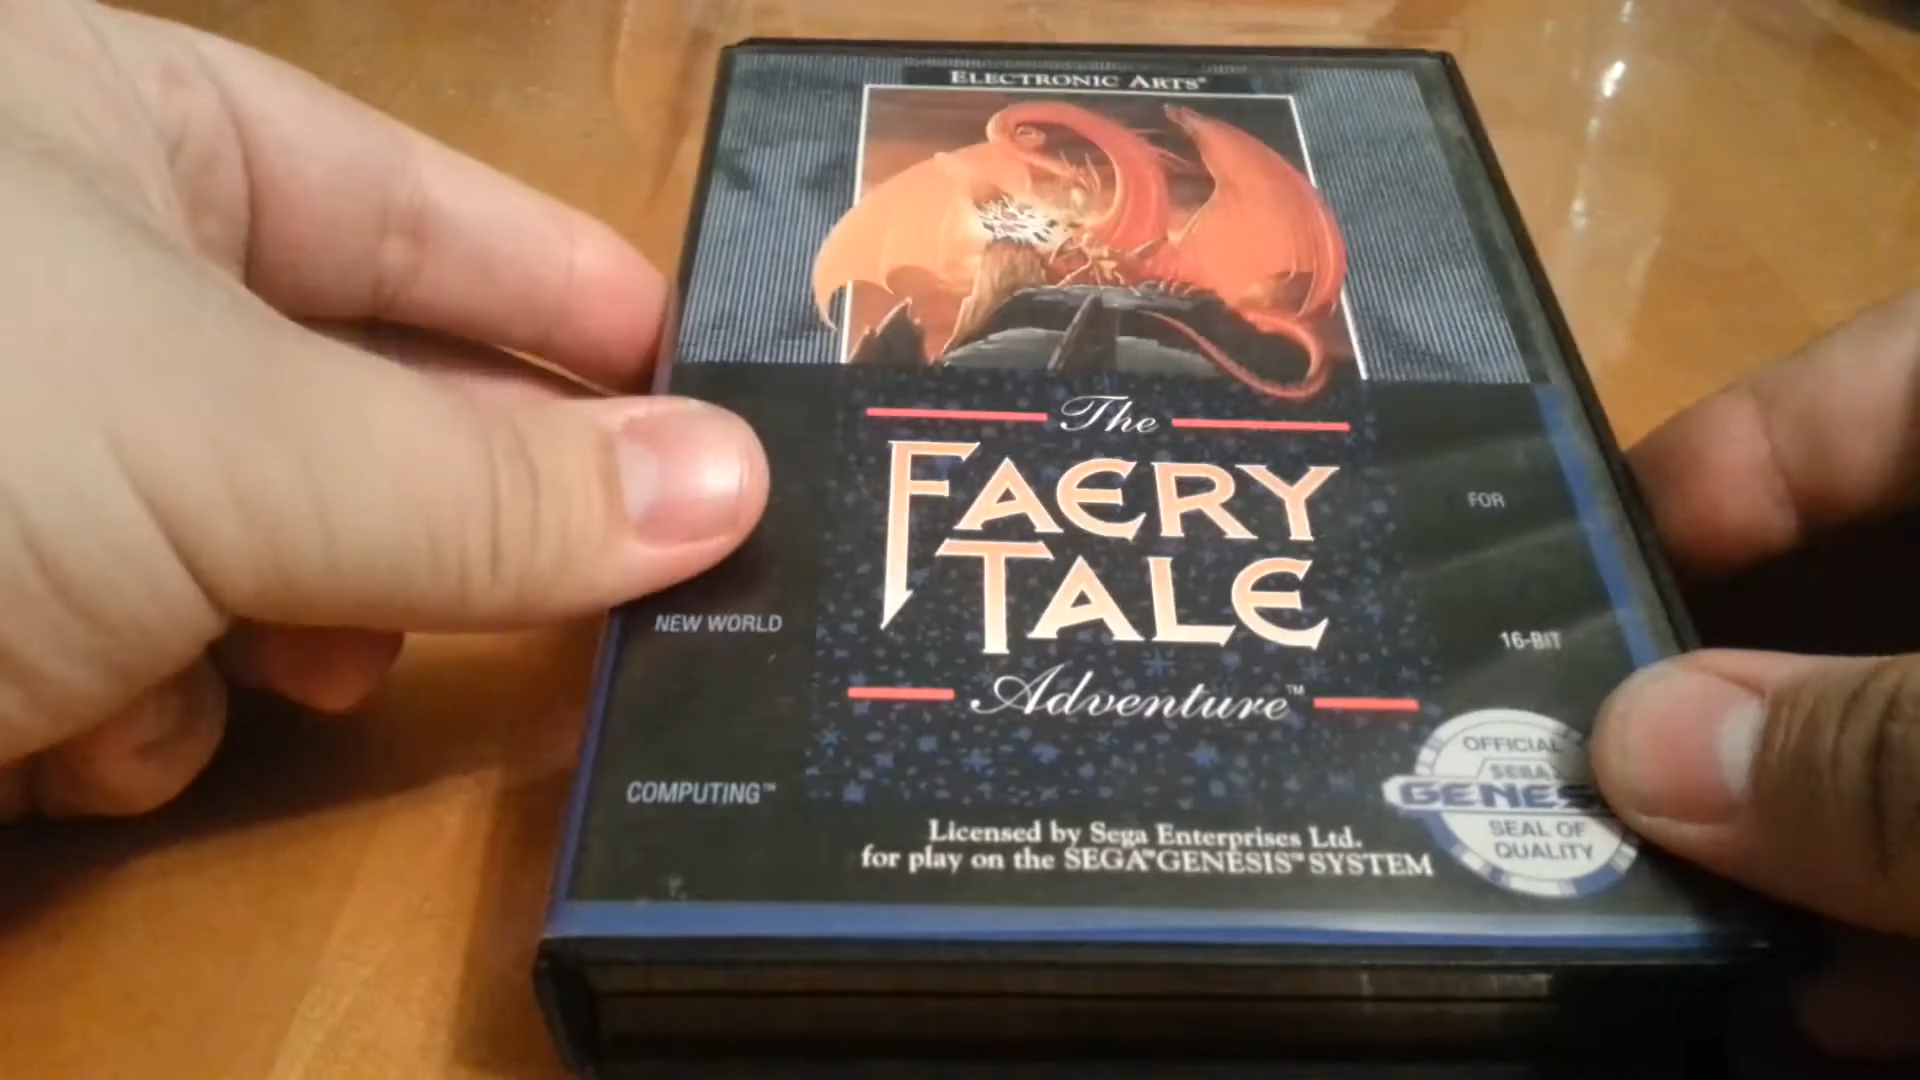 ELECTRONIC ARTS®
The
FAERY
TALE
Adventure™
FOR
NEW WORLD
16-BIT
COMPUTING™
OFFICIAL
SEGA
SEAL OF
QUALITY
Licensed by Sega Enterprises Ltd.
for play on the SEGA™ GENESIS™ SYSTEM